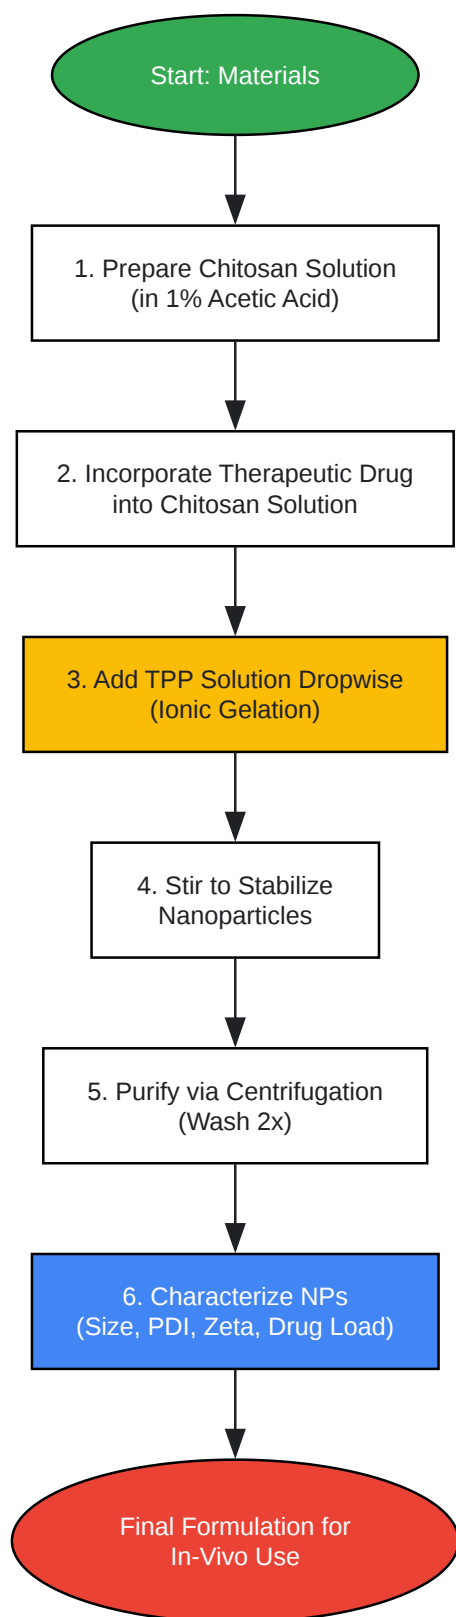 Start: Materials
1. Prepare Chitosan Solution
(in 1% Acetic Acid)
2. Incorporate Therapeutic Drug
into Chitosan Solution
3. Add TPP Solution Dropwise
(Ionic Gelation)
4. Stir to Stabilize
Nanoparticles
5. Purify via Centrifugation
(Wash 2x)
6. Characterize NPs
(Size, PDI, Zeta, Drug Load)
Final Formulation for
In-Vivo Use